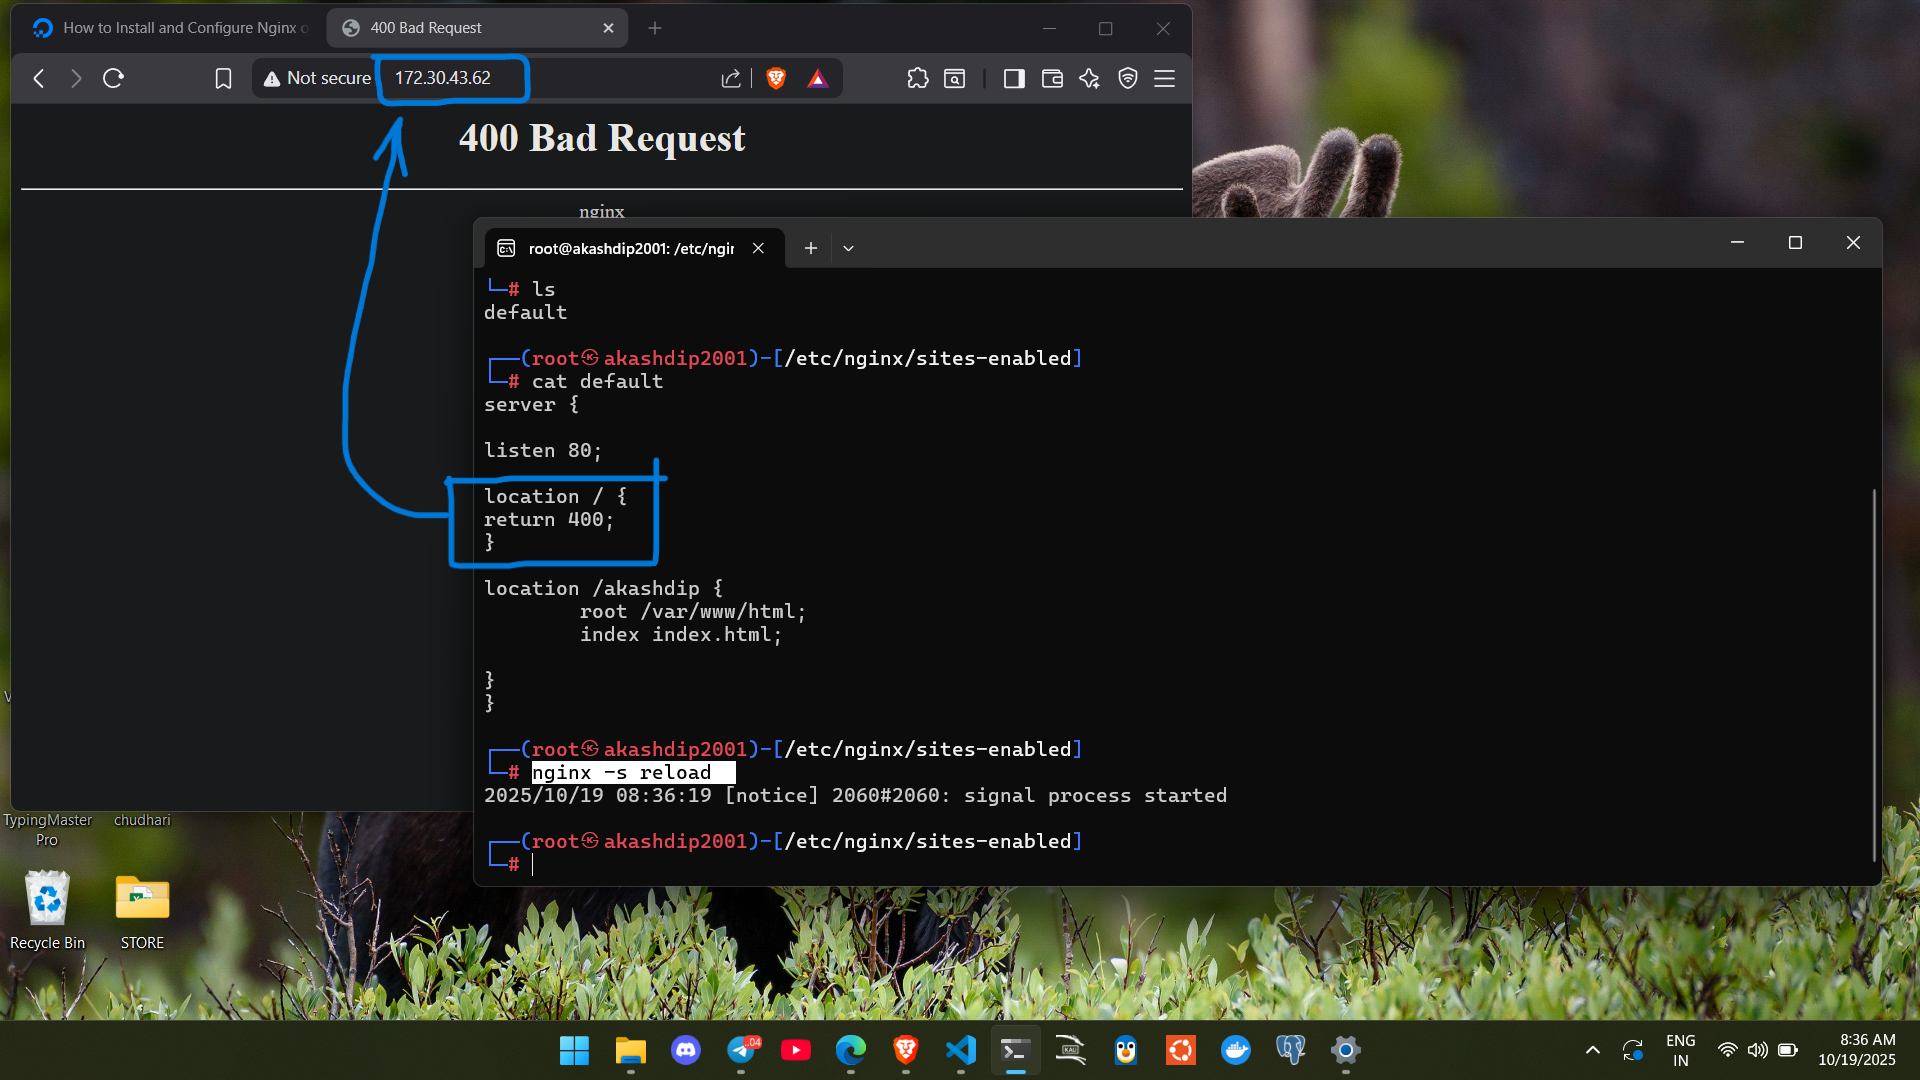 How to Install and Configure Nginx o
400 Bad Request
Not secure
172.30.43.62
400 Bad Request
nginx
root@akashdip2001: /etc/ngir
└─# ls
default
┌──(root㉿akashdip2001)-[/etc/nginx/sites-enabled]
└─# cat default
server {
listen 80;
location / {
return 400;
}
location /akashdip {
root /var/www/html;
index index.html;
}
}
┌──(root㉿akashdip2001)-[/etc/nginx/sites-enabled]
└─# nginx -s reload
2025/10/19 08:36:19 [notice] 2060#2060: signal process started
┌──(root㉿akashdip2001)-[/etc/nginx/sites-enabled]
└─#
V
TypingMaster
Pro
chudhari
Recycle Bin
STORE
..04
KALI
ENG
IN
8:36 AM
10/19/2025